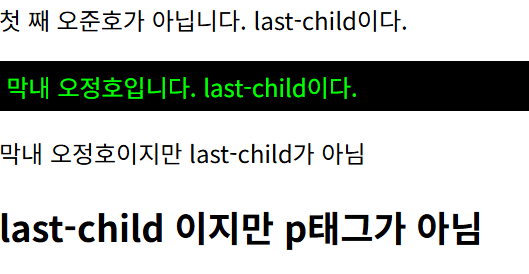 첫 째 오준호가 아닙니다. last-child이다.
막내 오정호입니다. last-child이다.
막내 오정호이지만 last-child가 아님
last-child 이지만 p태그가 아님